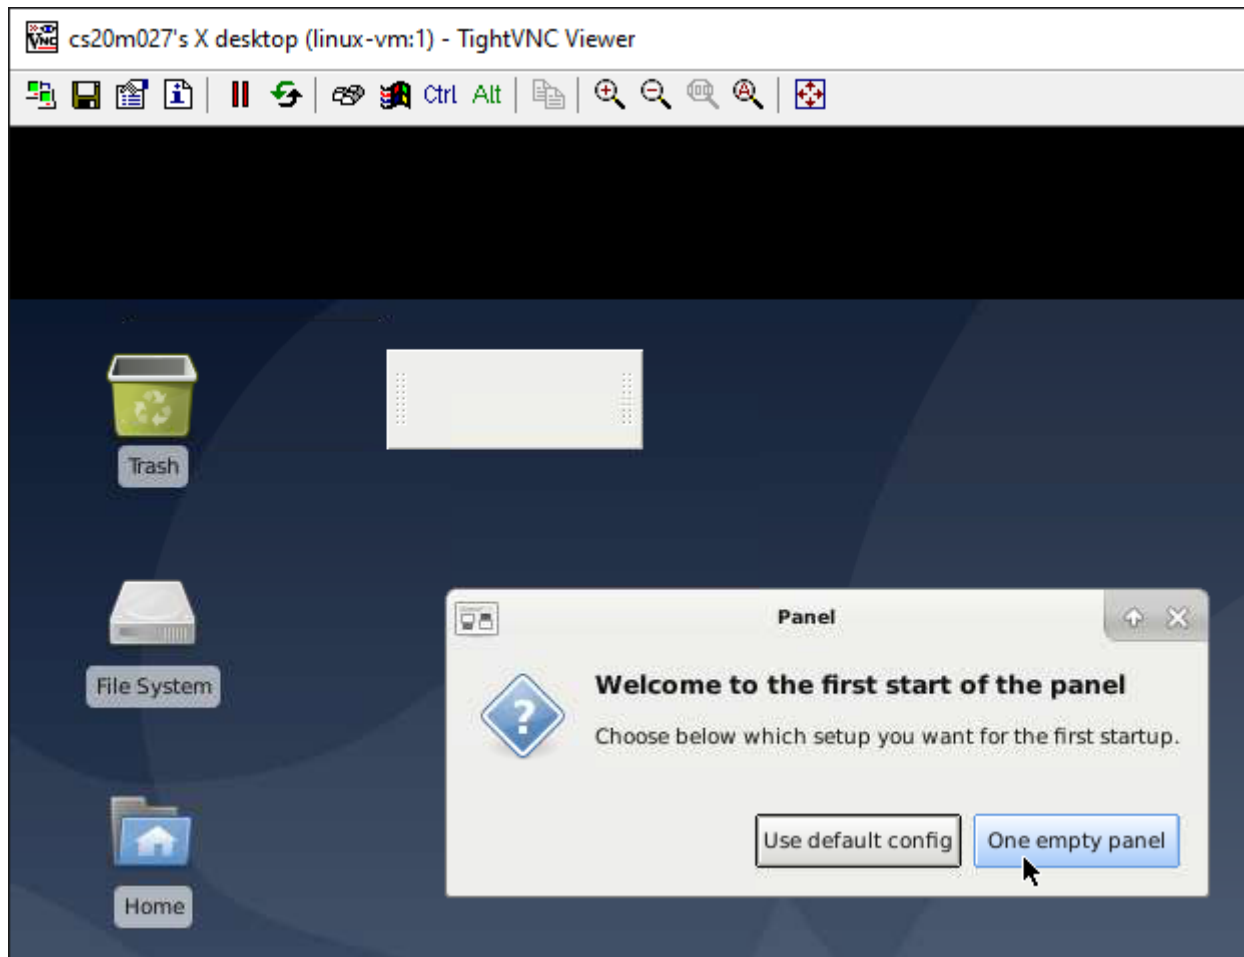 cs20m027's X desktop (linux-vm:1) - TightVNC Viewer
Ctrl Alt
Trash
File System
Panel
Welcome to the first start of the panel
Choose below which setup you want for the first startup.
Use default config One empty panel
Home